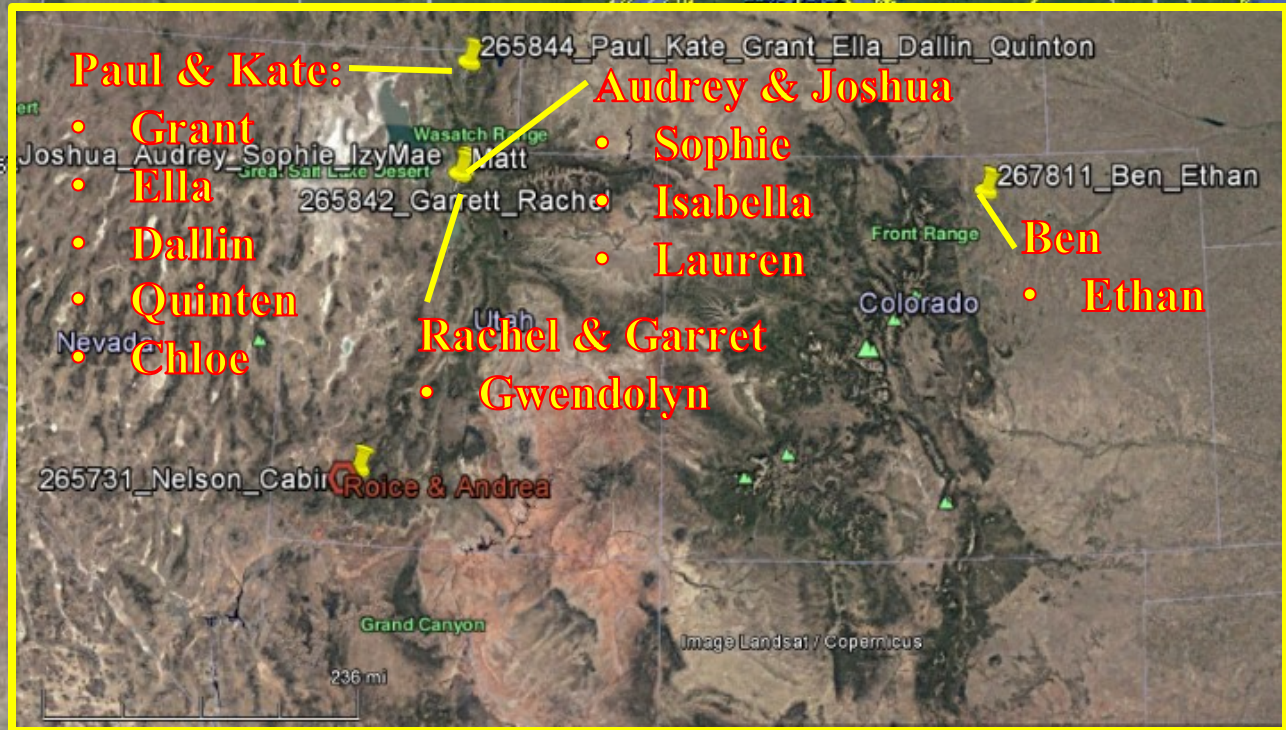 265844_Paul_Kate_Grant_Ella_Dallin_Quinton
Paul & Kate:
• Grant
• Ella
• Dallin
• Quinten
• Chloe
Audrey & Joshua
• Sophie
• Isabella
• Lauren
Wasatch Range
Joshua_Audrey_Sophie_IzyMae
Matt
Great Salt Lake Desert
265842_Garrett_Rachel
267811_Ben_Ethan
Front Range
Ben
• Ethan
Colorado
Utah
Nevada
Rachel & Garret
• Gwendolyn
265731_Nelson_Cabin
Roice & Andrea
Grand Canyon
Image Landsat / Copernicus
236 mi